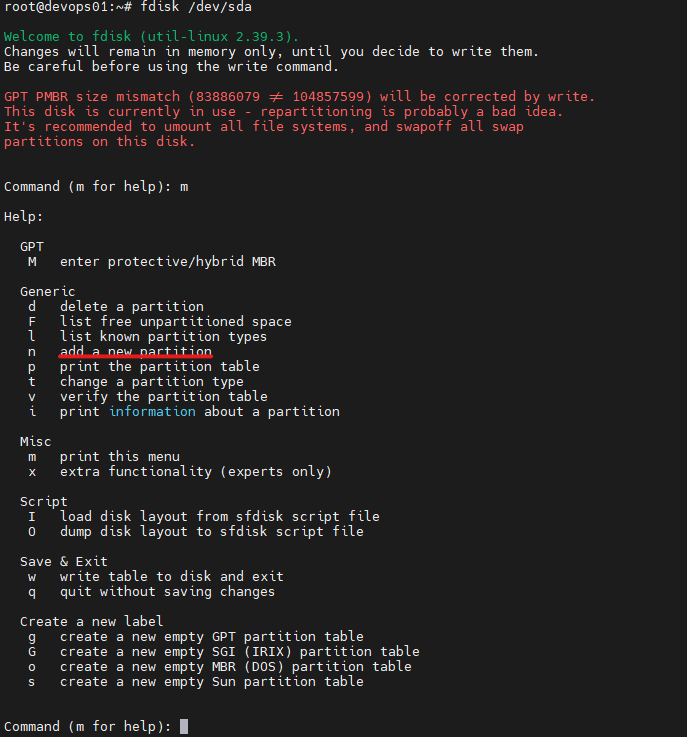 root@devops01:~# fdisk /dev/sda
Welcome to fdisk (util-linux 2.39.3).
Changes will remain in memory only, until you decide to write them.
Be careful before using the write command.
GPT PMBR size mismatch (83886079 != 104857599) will be corrected by write.
This disk is currently in use - repartitioning is probably a bad idea.
It's recommended to umount all file systems, and swapoff all swap
partitions on this disk.
Command (m for help): m
Help:
GPT
M   enter protective/hybrid MBR
Generic
d   delete a partition
F   list free unpartitioned space
l   list known partition types
n   add a new partition
p   print the partition table
t   change a partition type
v   verify the partition table
i   print information about a partition
Misc
m   print this menu
x   extra functionality (experts only)
Script
I   load disk layout from sfdisk script file
O   dump disk layout to sfdisk script file
Save & Exit
w   write table to disk and exit
q   quit without saving changes
Create a new label
g   create a new empty GPT partition table
G   create a new empty SGI (IRIX) partition table
o   create a new empty MBR (DOS) partition table
s   create a new empty Sun partition table
Command (m for help):